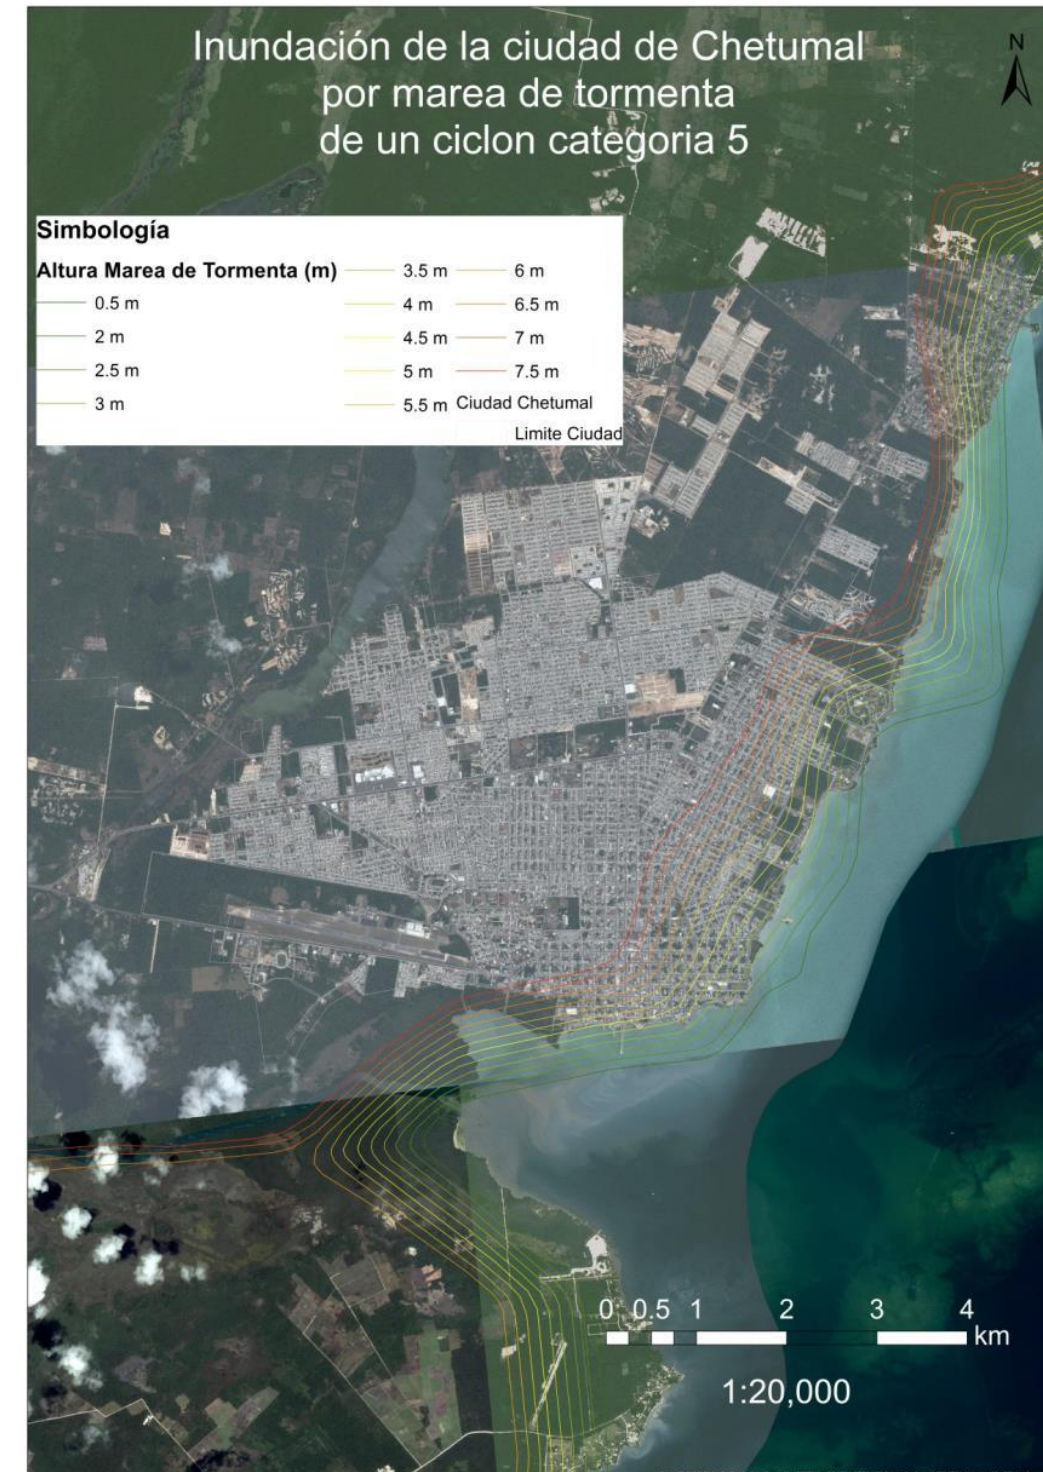 Inundación de la ciudad de Chetumal
por marea de tormenta
de un ciclon categoria 5
N
Simbología
Altura Marea de Tormenta (m)
0.5 m
2 m
2.5 m
3 m
3.5 m
4 m
4.5 m
5 m
5.5 m
6 m
6.5 m
7 m
7.5 m
Ciudad Chetumal
Limite Ciudad
0 0.5 1 2 3 4
km
1:20,000